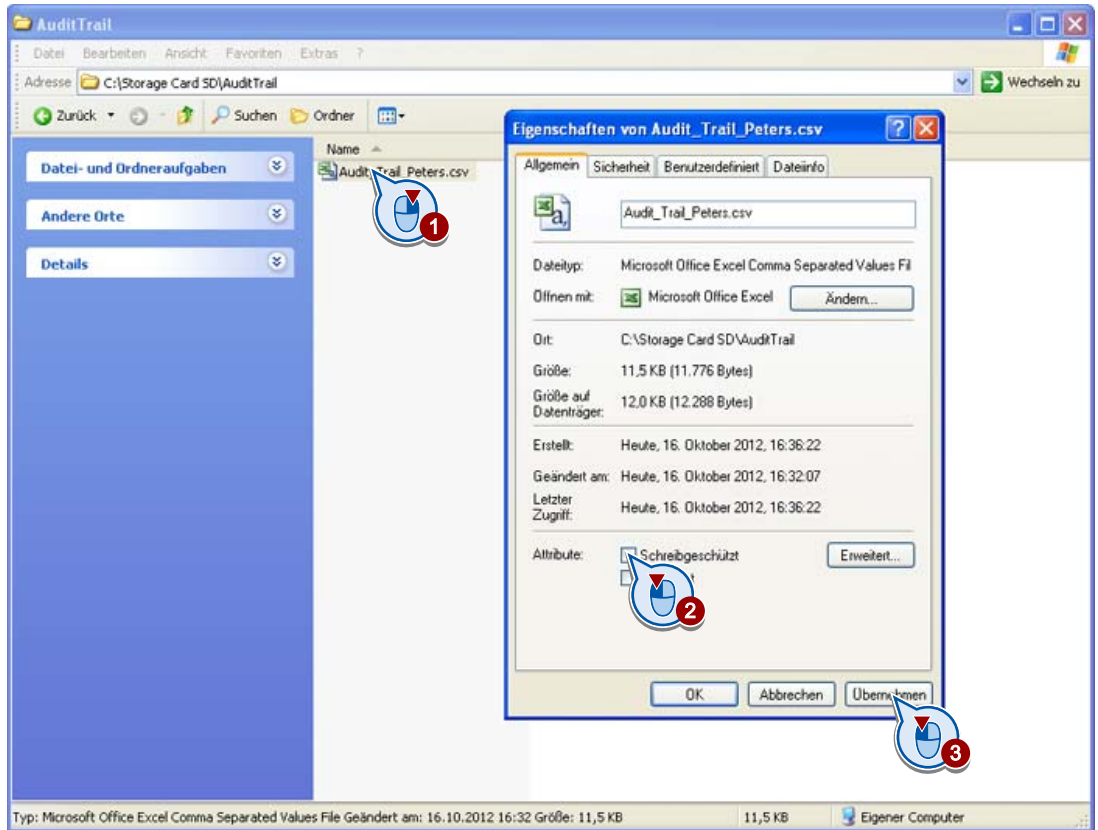 AuditTrail
Datei Bearbeiten Ansicht Favoriten Extras ?
Adresse C:\Storage Card SD\AuditTrail Wechseln zu
Zurück Suchen Ordner
Datei- und Ordneraufgaben
Andere Orte
Details
Name
Audit_Trail_Peters.csv
1
Eigenschaften von Audit_Trail_Peters.csv
Allgemein Sicherheit Benutzerdefiniert Dateiinfo
Audit_Trail_Peters.csv
Dateityp: Microsoft Office Excel Comma Separated Values Fil
Öffnen mit: Microsoft Office Excel Ändern...
Ort: C:\Storage Card SD\AuditTrail
Größe: 11,5 KB (11.776 Bytes)
Größe auf
Datenträger: 12,0 KB (12.288 Bytes)
Erstellt: Heute, 16. Oktober 2012, 16:36:22
Geändert am: Heute, 16. Oktober 2012, 16:32:07
Letzter
Zugriff: Heute, 16. Oktober 2012, 16:36:22
Attribute: Schreibgeschützt Erweitert...
2
OK Abbrechen Übernehmen
3
Typ: Microsoft Office Excel Comma Separated Values File Geändert am: 16.10.2012 16:32 Größe: 11,5 KB 11,5 KB Eigener Computer